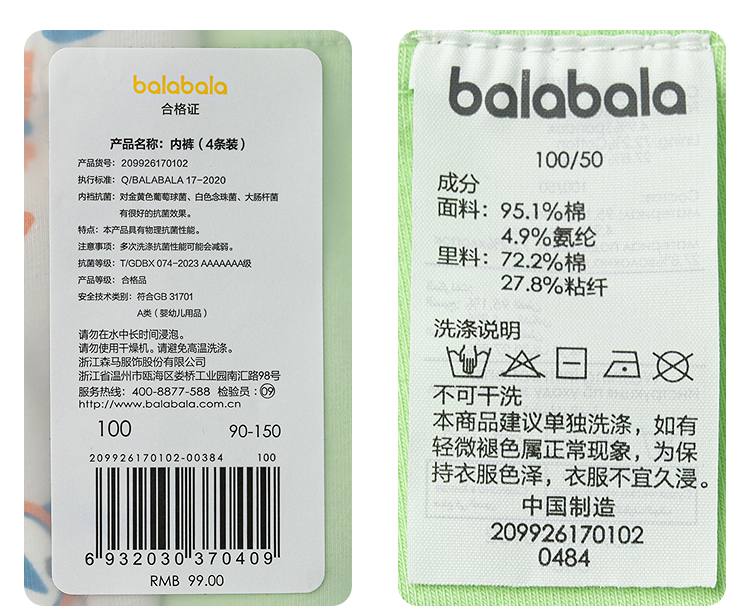 balabala
合格证
产品名称：内裤（4条装）
产品货号：209926170102
执行标准：Q/BALABALA 17-2020
内裆抗菌：对金黄色葡萄球菌、白色念珠菌、大肠杆菌
有很好的抗菌效果。
特点：本产品具有物理抗菌性能。
注意事项：多次洗涤抗菌性能可能会减弱。
抗菌等级：T/GDBX 074-2023 AAAAAAA级
产品等级：合格品
安全技术类别：符合GB 31701
A类（婴幼儿用品）
请勿在水中长时间浸泡。
请勿使用干燥机。请避免高温洗涤。
浙江森马服饰股份有限公司
浙江省温州市瓯海区娄桥工业园南汇路98号
服务热线：400-8877-588 检验员：09
http://www.balabala.com.cn
100 90-150
209926170102-00384 100
6 932030 370409
RMB 99.00
balabala
100/50
成分
面料：95.1%棉
4.9%氨纶
里料：72.2%棉
27.8%粘纤
洗涤说明
不可干洗
本商品建议单独洗涤，如有
轻微褪色属正常现象，为保
持衣服色泽，衣服不宜久浸。
中国制造
209926170102
0484